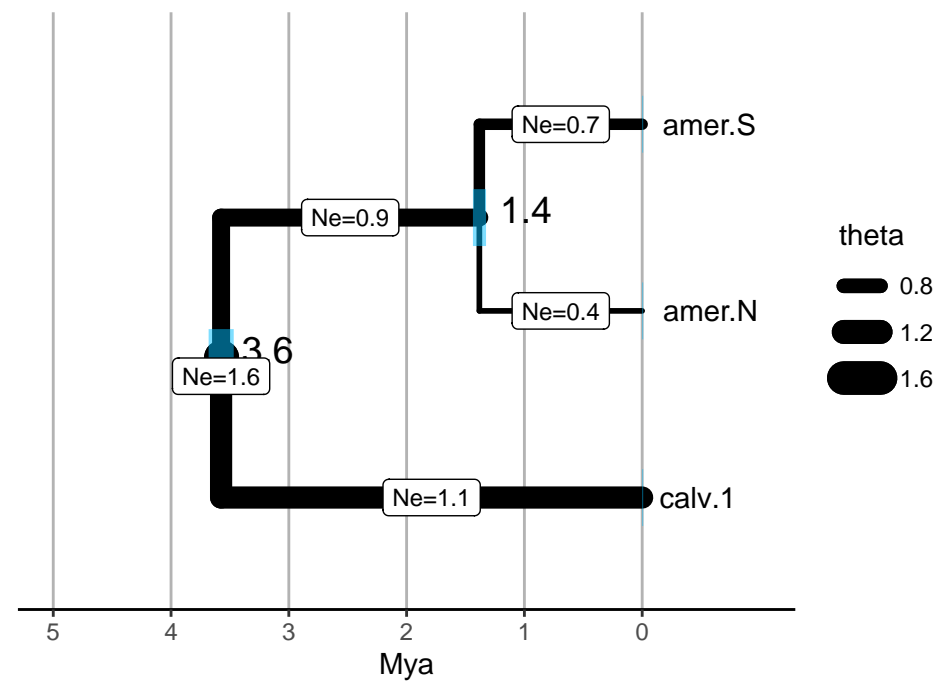 Ne=0.7
amer.S
Ne=0.9
1.4
theta
0.8
Ne=0.4
amer.N
1.2
3.6
Ne=1.6
1.6
Ne=1.1
calv.1
5 4 3 2 1 0
Mya